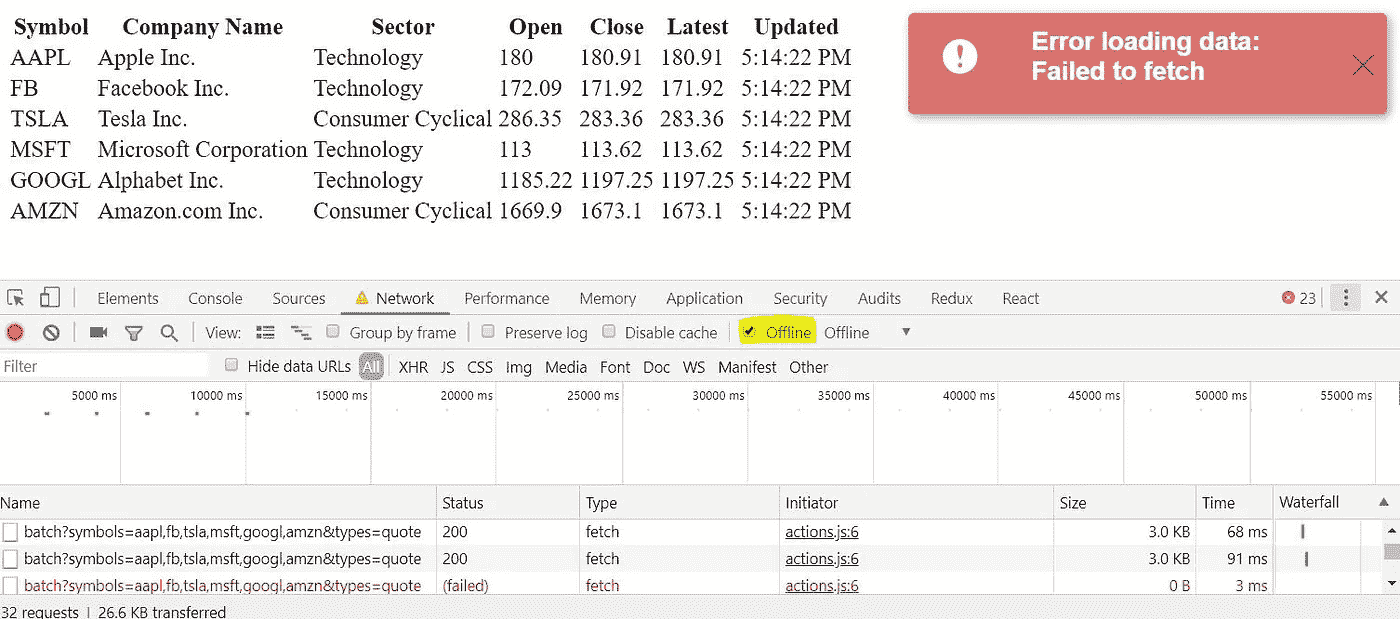 Symbol Company Name Sector Open Close Latest Updated
AAPL Apple Inc. Technology 180 180.91 180.91 5:14:22 PM
FB Facebook Inc. Technology 172.09 171.92 171.92 5:14:22 PM
TSLA Tesla Inc. Consumer Cyclical 286.35 283.36 283.36 5:14:22 PM
MSFT Microsoft Corporation Technology 113 113.62 113.62 5:14:22 PM
GOOGL Alphabet Inc. Technology 1185.22 1197.25 1197.25 5:14:22 PM
AMZN Amazon.com Inc. Consumer Cyclical 1669.9 1673.1 1673.1 5:14:22 PM
Error loading data:
Failed to fetch
Elements Console Sources Network Performance Memory Application Security Audits Redux React 23
View: Group by frame Preserve log Disable cache Offline Offline
Filter Hide data URLs All XHR JS CSS Img Media Font Doc WS Manifest Other
5000 ms 10000 ms 15000 ms 20000 ms 25000 ms 30000 ms 35000 ms 40000 ms 45000 ms 50000 ms 55000 ms
Name Status Type Initiator Size Time Waterfall
batch?symbols=aapl,fb,tsla,msft,googl,amzn&types=quote 200 fetch actions.js:6 3.0 KB 68 ms
batch?symbols=aapl,fb,tsla,msft,googl,amzn&types=quote 200 fetch actions.js:6 3.0 KB 91 ms
batch?symbols=aapl,fb,tsla,msft,googl,amzn&types=quote (failed) fetch actions.js:6 0 B 3 ms
32 requests | 26.6 KB transferred